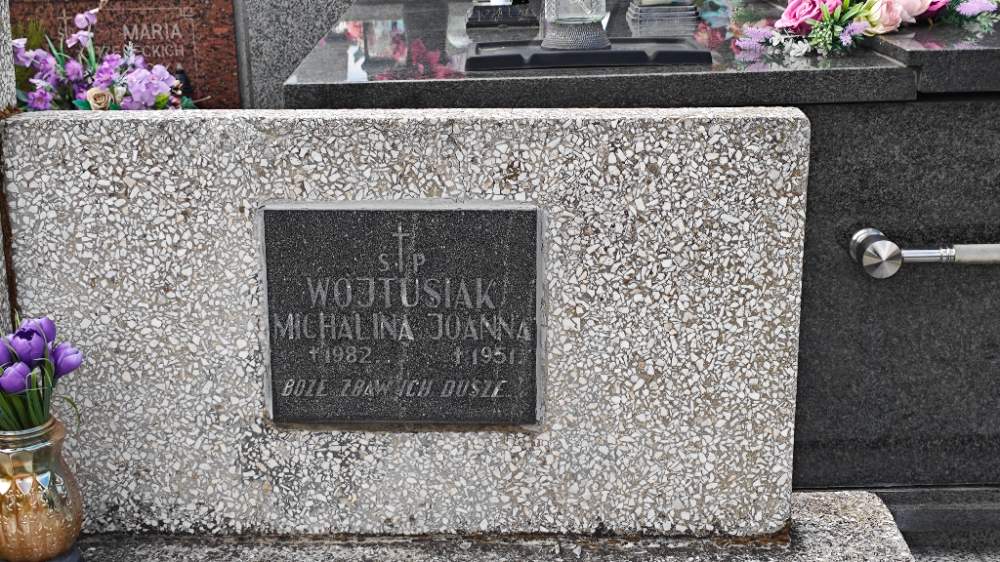 MARIA
S P
WOJTUSIAK
MICHALINA JOANNA
†1982 †1951
BOŻE ZBAW ICH DUSZE